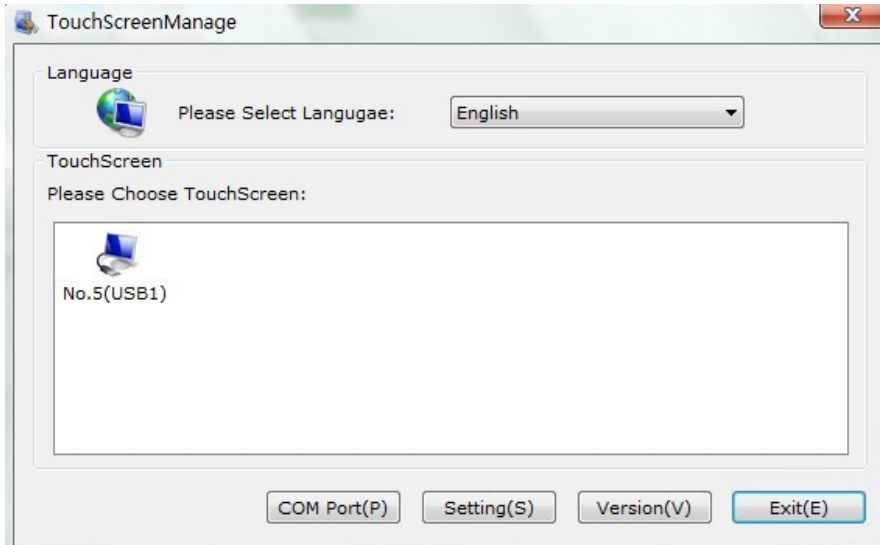 TouchScreenManage
Language
Please Select Langugae:
English
TouchScreen
Please Choose TouchScreen:
No.5(USB1)
COM Port(P)
Setting(S)
Version(V)
Exit(E)